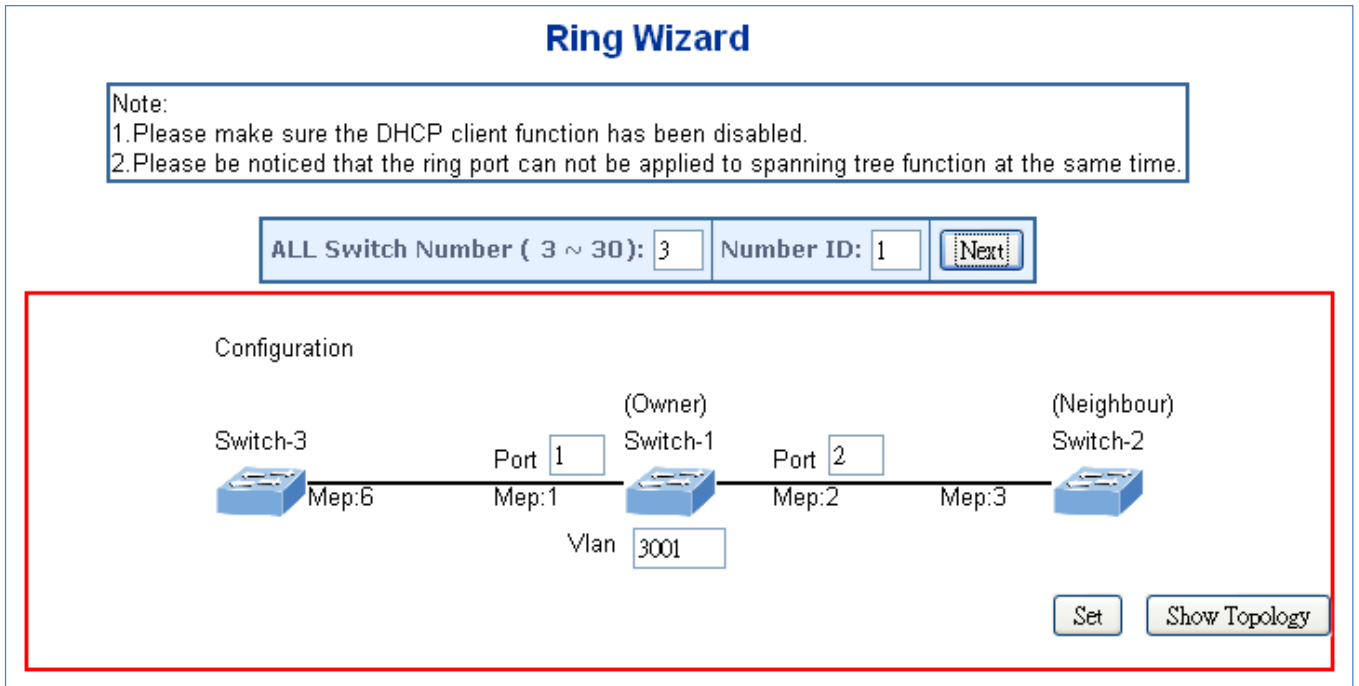 Ring Wizard
Note:
1.Please make sure the DHCP client function has been disabled.
2.Please be noticed that the ring port can not be applied to spanning tree function at the same time.
ALL Switch Number ( 3 ~ 30): 3 Number ID: 1 Next
Configuration
(Owner) (Neighbour)
Switch-3 Port 1 Switch-1 Port 2 Switch-2
Mep:6 Mep:1 Mep:2 Mep:3
Vlan 3001
Set Show Topology